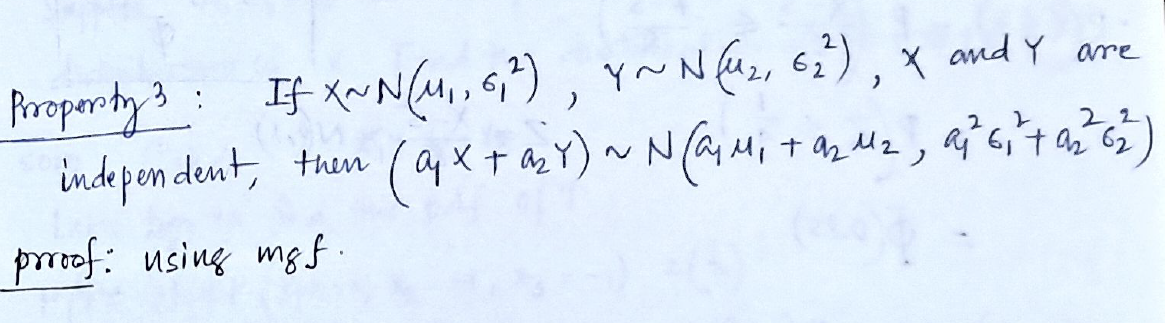 Property 3 : If X~N(μ₁, σ₁²), Y~N(μ₂, σ₂²), X and Y are
independent, then (a₁X + a₂Y) ~ N(a₁μ₁ + a₂μ₂, a₁²σ₁² + a₂²σ₂²)
proof: using mgf.